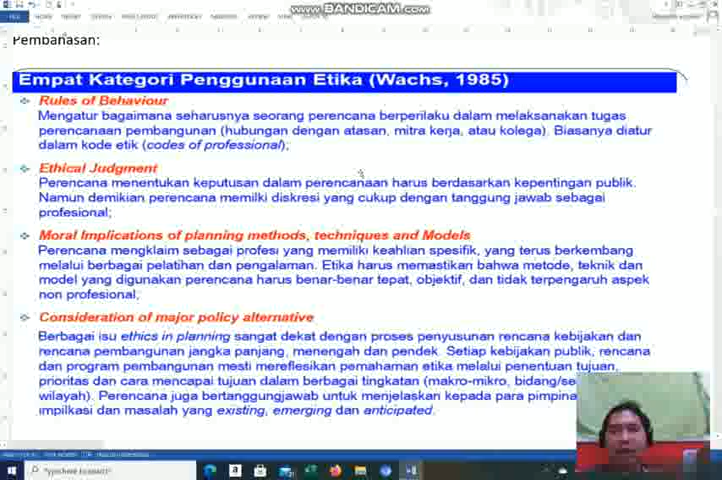 www.BANDICAM.com
FILE
Pembahasan:
Empat Kategori Penggunaan Etika (Wachs, 1985)
Rules of Behaviour
Mengatur bagaimana seharusnya seorang perencana berperilaku dalam melaksanakan tugas
perencanaan pembangunan (hubungan dengan atasan, mitra kerja, atau kolega). Biasanya diatur
dalam kode etik (codes of professional);
Ethical Judgment
Perencana menentukan keputusan dalam perencanaan harus berdasarkan kepentingan publik.
Namun demikian perencana memilki diskresi yang cukup dengan tanggung jawab sebagai
profesional;
Moral Implications of planning methods, techniques and Models
Perencana mengklaim sebagai profesi yang memiliki keahlian spesifik, yang terus berkembang
melalui berbagai pelatihan dan pengalaman. Etika harus memastikan bahwa metode, teknik dan
model yang digunakan perencana harus benar-benar tepat, objektif, dan tidak terpengaruh aspek
non profesional;
Consideration of major policy alternative
Berbagai isu ethics in planning sangat dekat dengan proses penyusunan rencana kebijakan dan
rencana pembangunan jangka panjang, menengah dan pendek. Setiap kebijakan publik, rencana
dan program pembangunan mesti mereflesikan pemahaman etika melalui penentuan tujuan,
prioritas dan cara mencapai tujuan dalam berbagai tingkatan (makro-mikro, bidang/se
wilayah). Perencana juga bertanggungjawab untuk menjelaskan kepada para pimpina
impilkasi dan masalah yang existing, emerging dan anticipated.
Type here to search